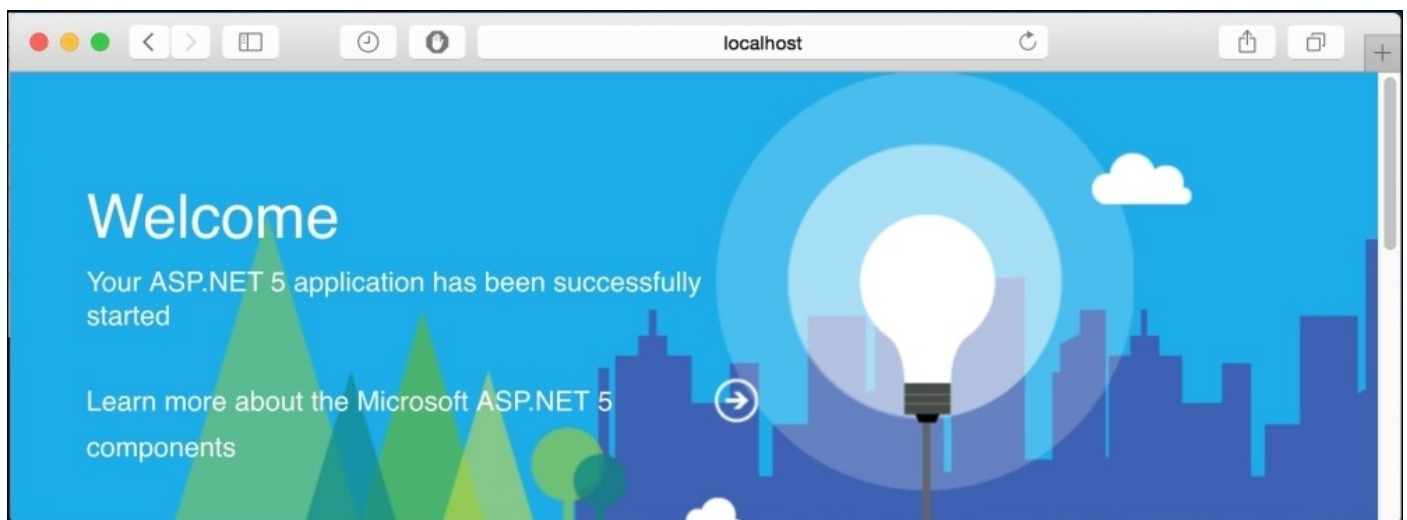 localhost
Welcome
Your ASP.NET 5 application has been successfully
started
Learn more about the Microsoft ASP.NET 5
components